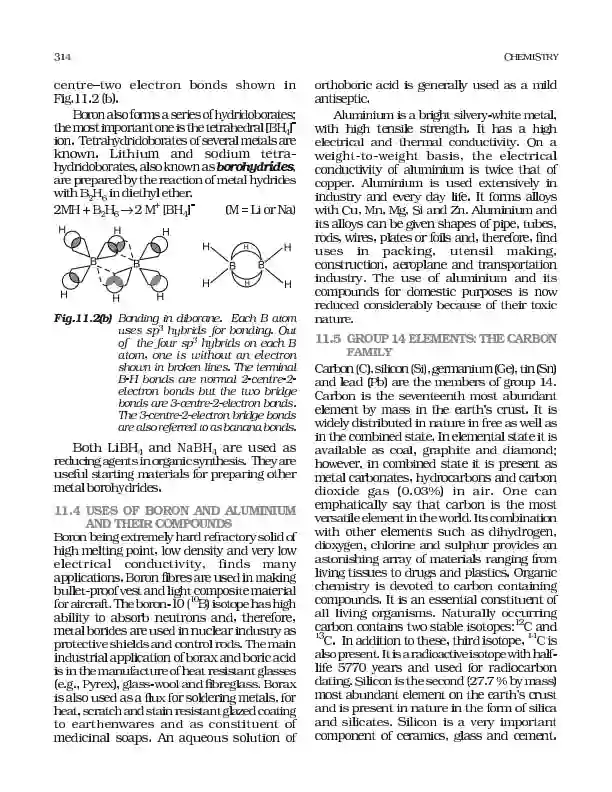 314
CHEMISTRY
centre–two electron bonds shown in
Fig.11.2 (b).
Boron also forms a series of hydridoborates;
the most important one is the tetrahedral [BH₄]⁻
ion. Tetrahydridoborates of several metals are
known. Lithium and sodium tetra-
hydridoborates, also known as borohydrides,
are prepared by the reaction of metal hydrides
with B₂H₆ in diethyl ether.
2MH + B₂H₆ → 2 M⁺ [BH₄]⁻ (M = Li or Na)
H H H
B B
H H H
H H
H
B B
H
H H
Fig.11.2(b) Bonding in diborane. Each B atom
uses sp³ hybrids for bonding. Out
of the four sp³ hybrids on each B
atom, one is without an electron
shown in broken lines. The terminal
B-H bonds are normal 2-centre-2-
electron bonds but the two bridge
bonds are 3-centre-2-electron bonds.
The 3-centre-2-electron bridge bonds
are also referred to as banana bonds.
Both LiBH₄ and NaBH₄ are used as
reducing agents in organic synthesis. They are
useful starting materials for preparing other
metal borohydrides.
11.4 USES OF BORON AND ALUMINIUM
AND THEIR COMPOUNDS
Boron being extremely hard refractory solid of
high melting point, low density and very low
electrical conductivity, finds many
applications. Boron fibres are used in making
bullet-proof vest and light composite material
for aircraft. The boron-10 (¹⁰B) isotope has high
ability to absorb neutrons and, therefore,
metal borides are used in nuclear industry as
protective shields and control rods. The main
industrial application of borax and boric acid
is in the manufacture of heat resistant glasses
(e.g., Pyrex), glass-wool and fibreglass. Borax
is also used as a flux for soldering metals, for
heat, scratch and stain resistant glazed coating
to earthenwares and as constituent of
medicinal soaps. An aqueous solution of
orthoboric acid is generally used as a mild
antiseptic.
Aluminium is a bright silvery-white metal,
with high tensile strength. It has a high
electrical and thermal conductivity. On a
weight-to-weight basis, the electrical
conductivity of aluminium is twice that of
copper. Aluminium is used extensively in
industry and every day life. It forms alloys
with Cu, Mn, Mg, Si and Zn. Aluminium and
its alloys can be given shapes of pipe, tubes,
rods, wires, plates or foils and, therefore, find
uses in packing, utensil making,
construction, aeroplane and transportation
industry. The use of aluminium and its
compounds for domestic purposes is now
reduced considerably because of their toxic
nature.
11.5 GROUP 14 ELEMENTS: THE CARBON
FAMILY
Carbon (C), silicon (Si), germanium (Ge), tin (Sn)
and lead (Pb) are the members of group 14.
Carbon is the seventeenth most abundant
element by mass in the earth's crust. It is
widely distributed in nature in free as well as
in the combined state. In elemental state it is
available as coal, graphite and diamond;
however, in combined state it is present as
metal carbonates, hydrocarbons and carbon
dioxide gas (0.03%) in air. One can
emphatically say that carbon is the most
versatile element in the world. Its combination
with other elements such as dihydrogen,
dioxygen, chlorine and sulphur provides an
astonishing array of materials ranging from
living tissues to drugs and plastics. Organic
chemistry is devoted to carbon containing
compounds. It is an essential constituent of
all living organisms. Naturally occurring
carbon contains two stable isotopes: ¹²C and
¹³C. In addition to these, third isotope, ¹⁴C is
also present. It is a radioactive isotope with half-
life 5770 years and used for radiocarbon
dating. Silicon is the second (27.7 % by mass)
most abundant element on the earth's crust
and is present in nature in the form of silica
and silicates. Silicon is a very important
component of ceramics, glass and cement.